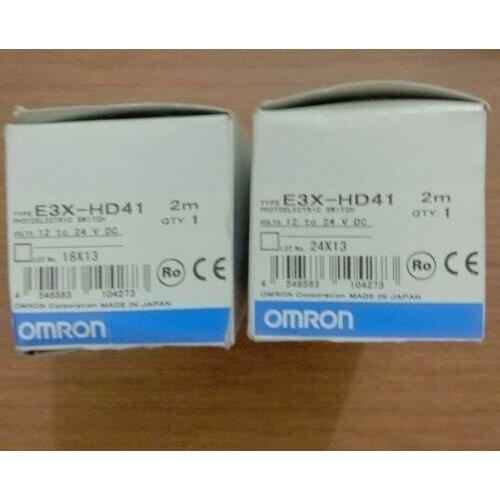 TYPE E3X-HD41 2m
PHOTOELECTRIC SWITCH QTY. 1
VOLTS 12 to 24 V DC
LOT No. 18X13
Ro CE
4 548583 104273
OMRON Corporation MADE IN JAPAN
OMRON
TYPE E3X-HD41 2m
PHOTOELECTRIC SWITCH QTY. 1
VOLTS 12 to 24 V DC
LOT No. 24X13
Ro CE
4 548583 104273
OMRON Corporation MADE IN JAPAN
OMRON